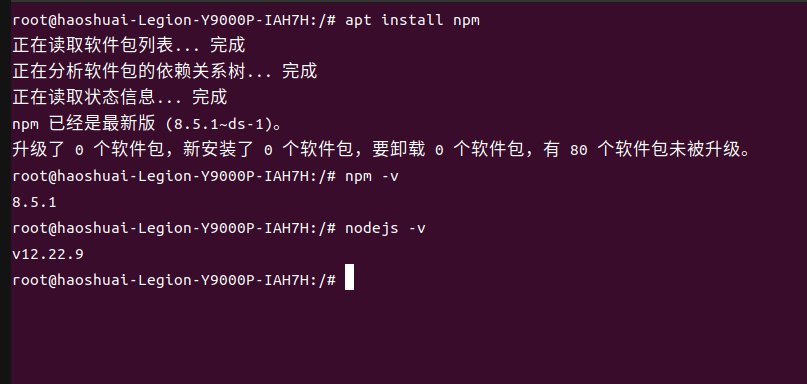 root@haoshuai-Legion-Y9000P-IAH7H:/# apt install npm
正在读取软件包列表... 完成
正在分析软件包的依赖关系树... 完成
正在读取状态信息... 完成
npm 已经是最新版 (8.5.1~ds-1)。
升级了 0 个软件包，新安装了 0 个软件包，要卸载 0 个软件包，有 80 个软件包未被升级。
root@haoshuai-Legion-Y9000P-IAH7H:/# npm -v
8.5.1
root@haoshuai-Legion-Y9000P-IAH7H:/# nodejs -v
v12.22.9
root@haoshuai-Legion-Y9000P-IAH7H:/#